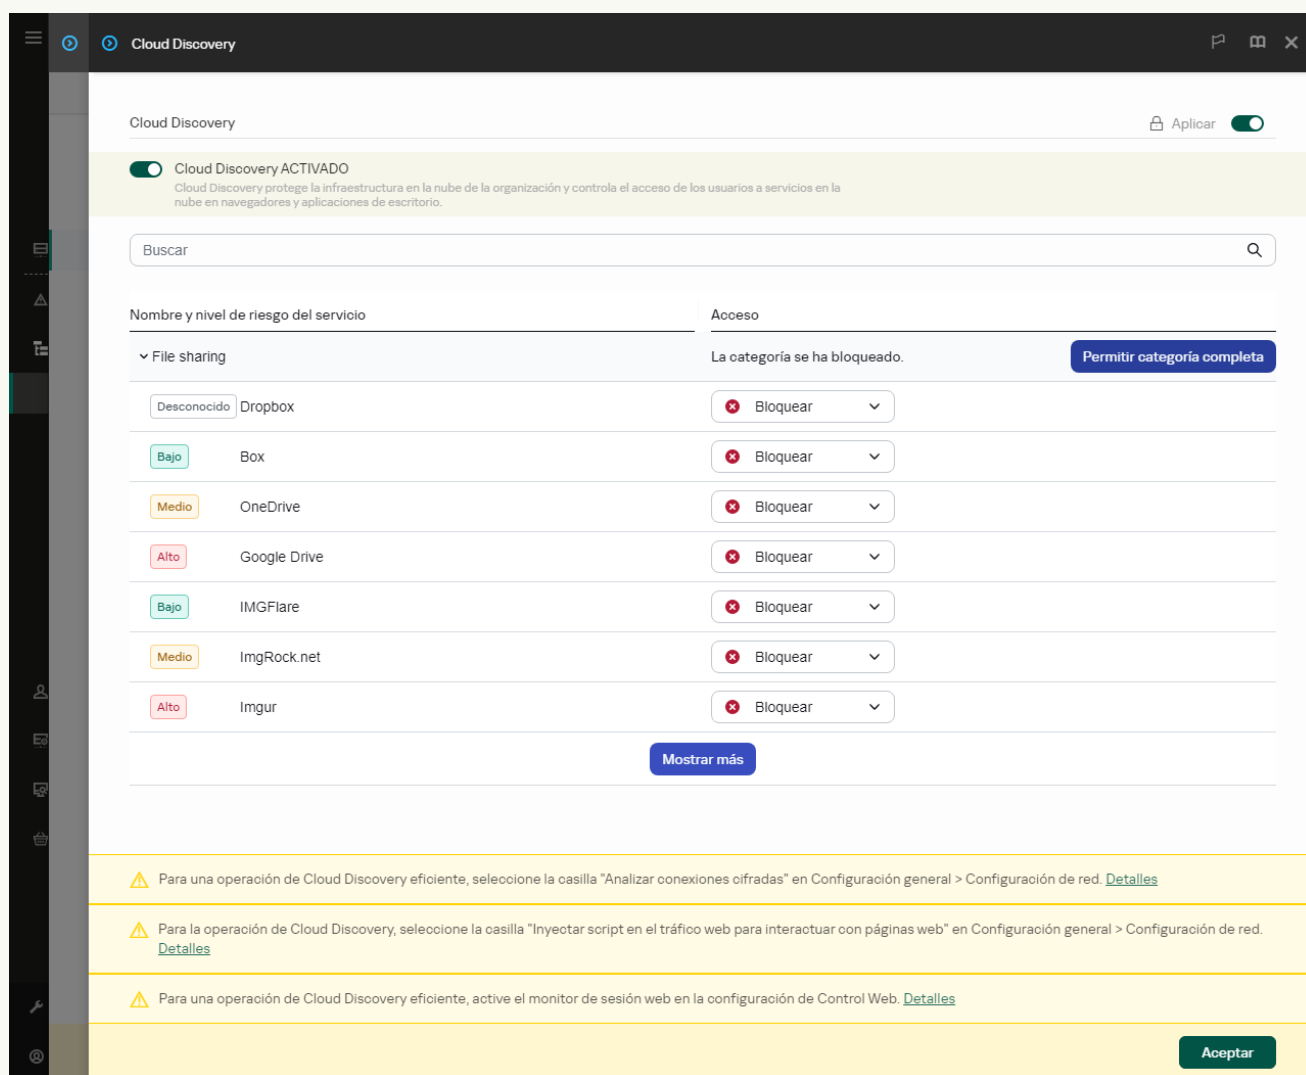 Cloud Discovery
Cloud Discovery
Aplicar
Cloud Discovery ACTIVADO
Cloud Discovery protege la infraestructura en la nube de la organización y controla el acceso de los usuarios a servicios en la
nube en navegadores y aplicaciones de escritorio.
Buscar
Nombre y nivel de riesgo del servicio Acceso
File sharing La categoría se ha bloqueado. Permitir categoría completa
Desconocido Dropbox Bloquear
Bajo Box Bloquear
Medio OneDrive Bloquear
Alto Google Drive Bloquear
Bajo IMGFlare Bloquear
Medio ImgRock.net Bloquear
Alto Imgur Bloquear
Mostrar más
Para una operación de Cloud Discovery eficiente, seleccione la casilla "Analizar conexiones cifradas" en Configuración general > Configuración de red. Detalles
Para la operación de Cloud Discovery, seleccione la casilla "Inyectar script en el tráfico web para interactuar con páginas web" en Configuración general > Configuración de red.
Detalles
Para una operación de Cloud Discovery eficiente, active el monitor de sesión web en la configuración de Control Web. Detalles
Aceptar